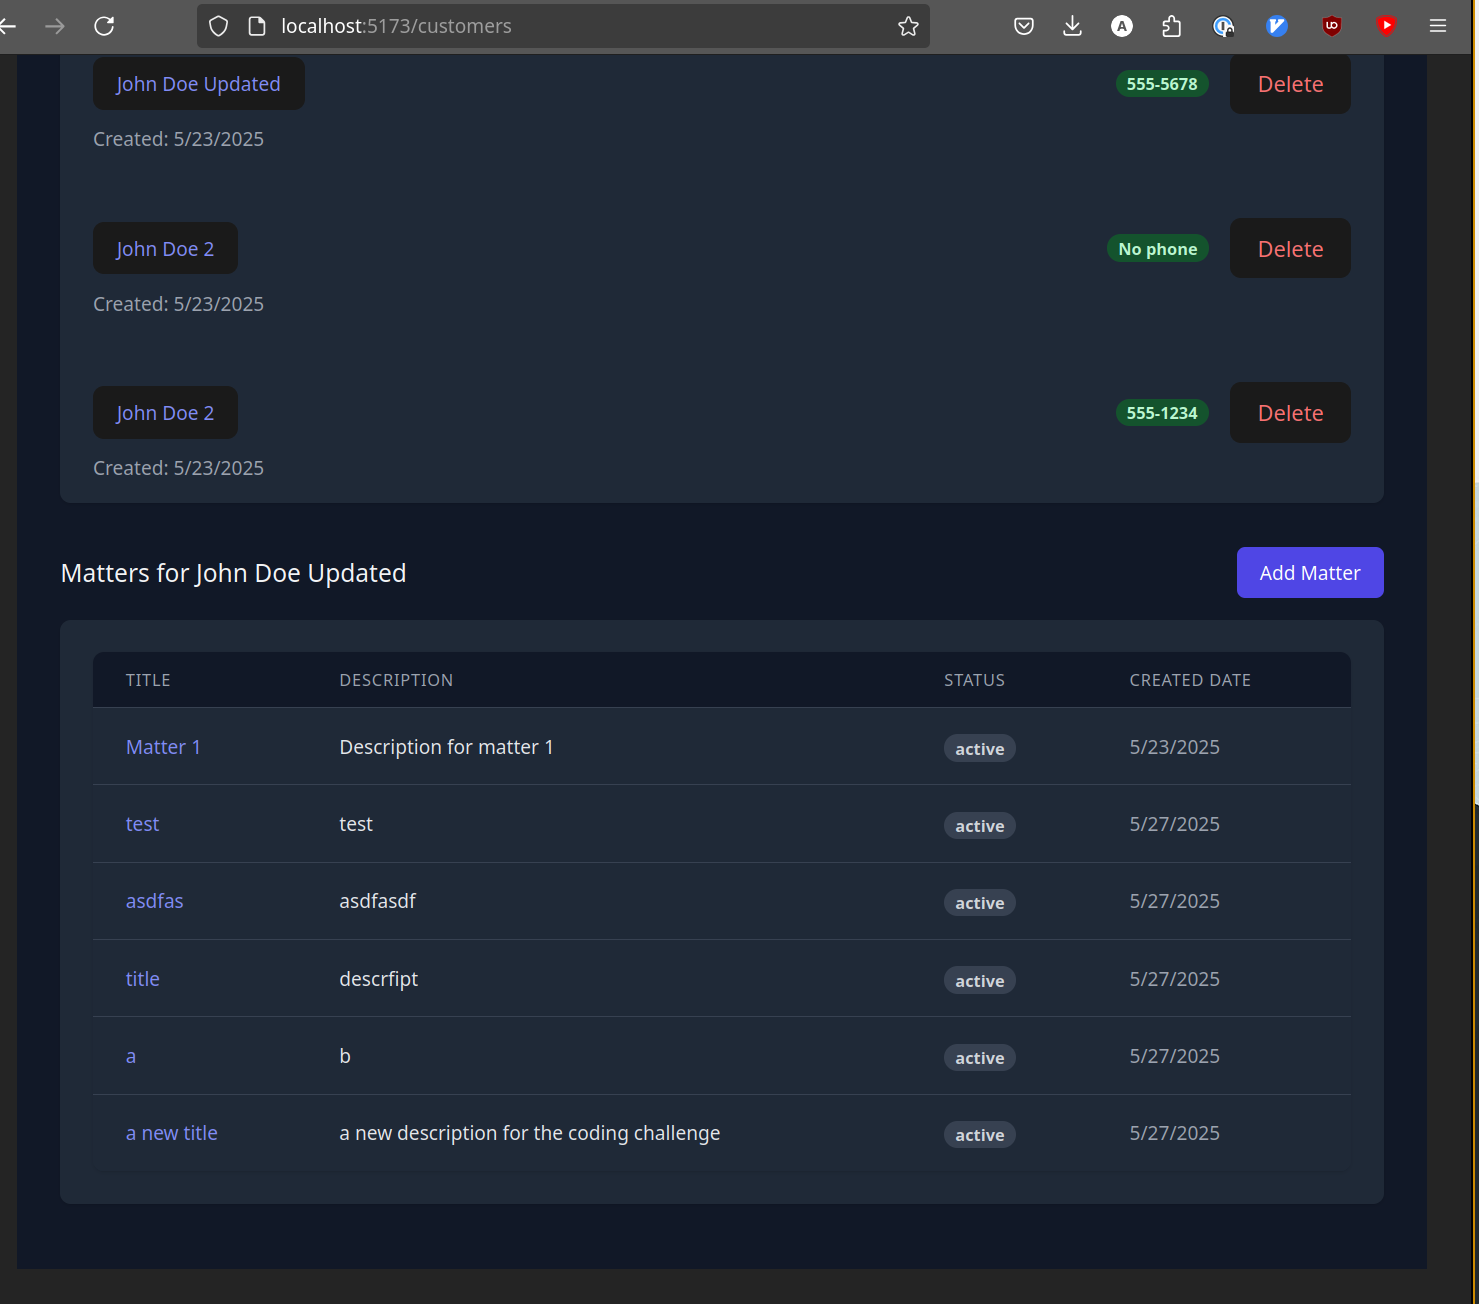 localhost:5173/customers
John Doe Updated 555-5678 Delete
Created: 5/23/2025
John Doe 2 No phone Delete
Created: 5/23/2025
John Doe 2 555-1234 Delete
Created: 5/23/2025
Matters for John Doe Updated Add Matter
TITLE DESCRIPTION STATUS CREATED DATE
Matter 1 Description for matter 1 active 5/23/2025
test test active 5/27/2025
asdfas asdfasdf active 5/27/2025
title descrfipt active 5/27/2025
a b active 5/27/2025
a new title a new description for the coding challenge active 5/27/2025